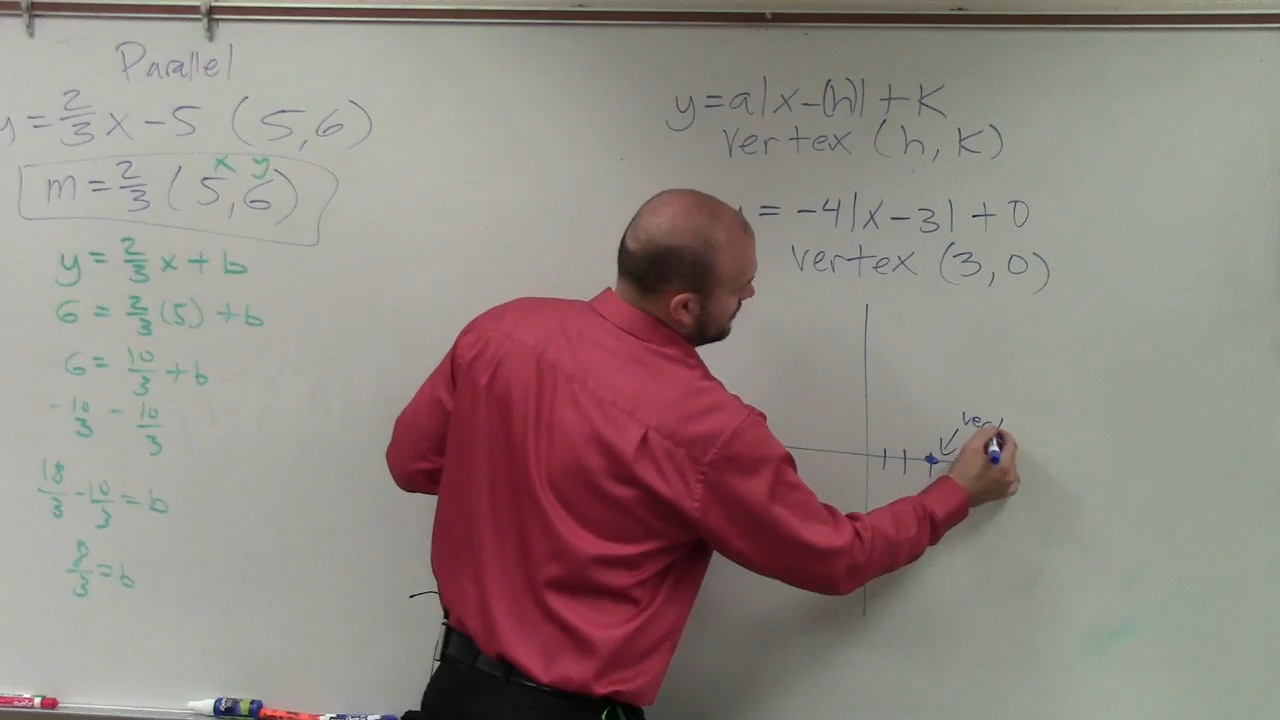 Parallel
y = 2/3 x - 5 (5,6)
x y
m = 2/3 (5,6)
y = 2/3 x + b
6 = 2/3 (5) + b
6 = 10/3 + b
-10/3 -10/3
18/3 - 10/3 = b
8/3 = b
y = a|x-(h)| + K
vertex (h, K)
= -4|x-3| + 0
vertex (3,0)
ver